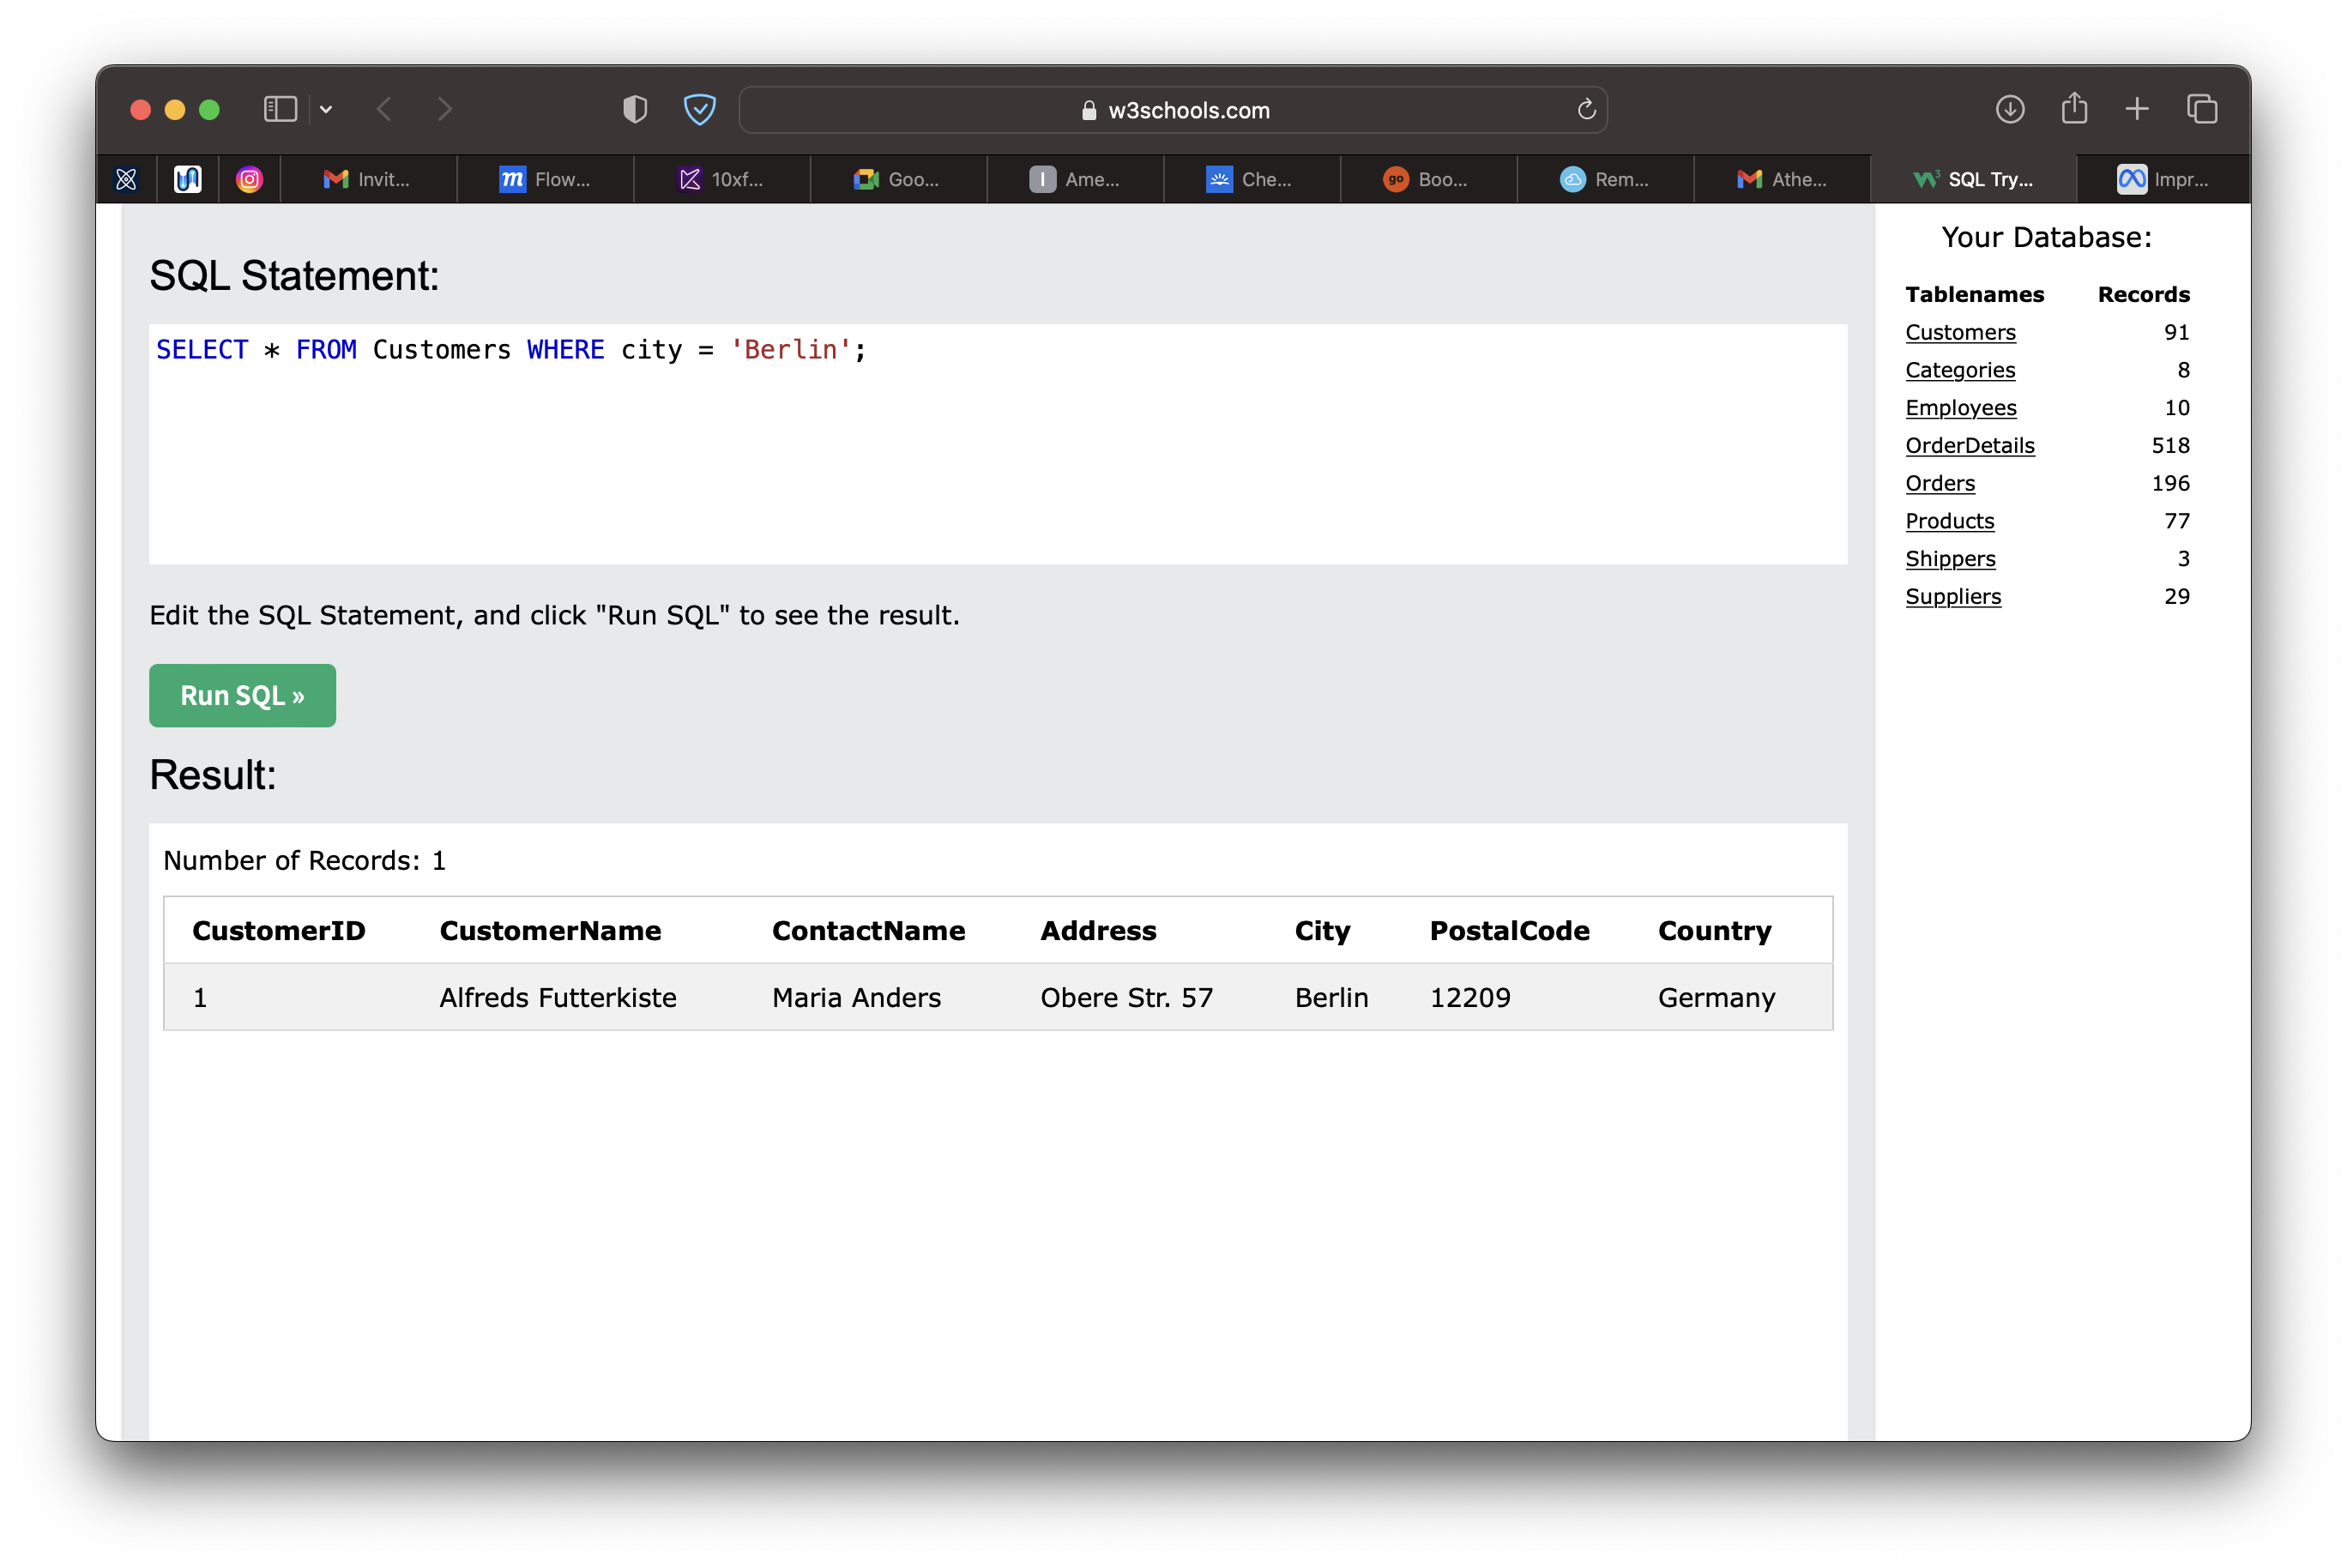 w3schools.com
Invit... Flow... 10xf... Goo... Ame... Che... Boo... Rem... Athe... SQL Try... Impr...
SQL Statement:
SELECT * FROM Customers WHERE city = 'Berlin';
Edit the SQL Statement, and click "Run SQL" to see the result.
Run SQL »
Result:
Number of Records: 1
CustomerID CustomerName ContactName Address City PostalCode Country
1 Alfreds Futterkiste Maria Anders Obere Str. 57 Berlin 12209 Germany
Your Database:
Tablenames Records
Customers 91
Categories 8
Employees 10
OrderDetails 518
Orders 196
Products 77
Shippers 3
Suppliers 29